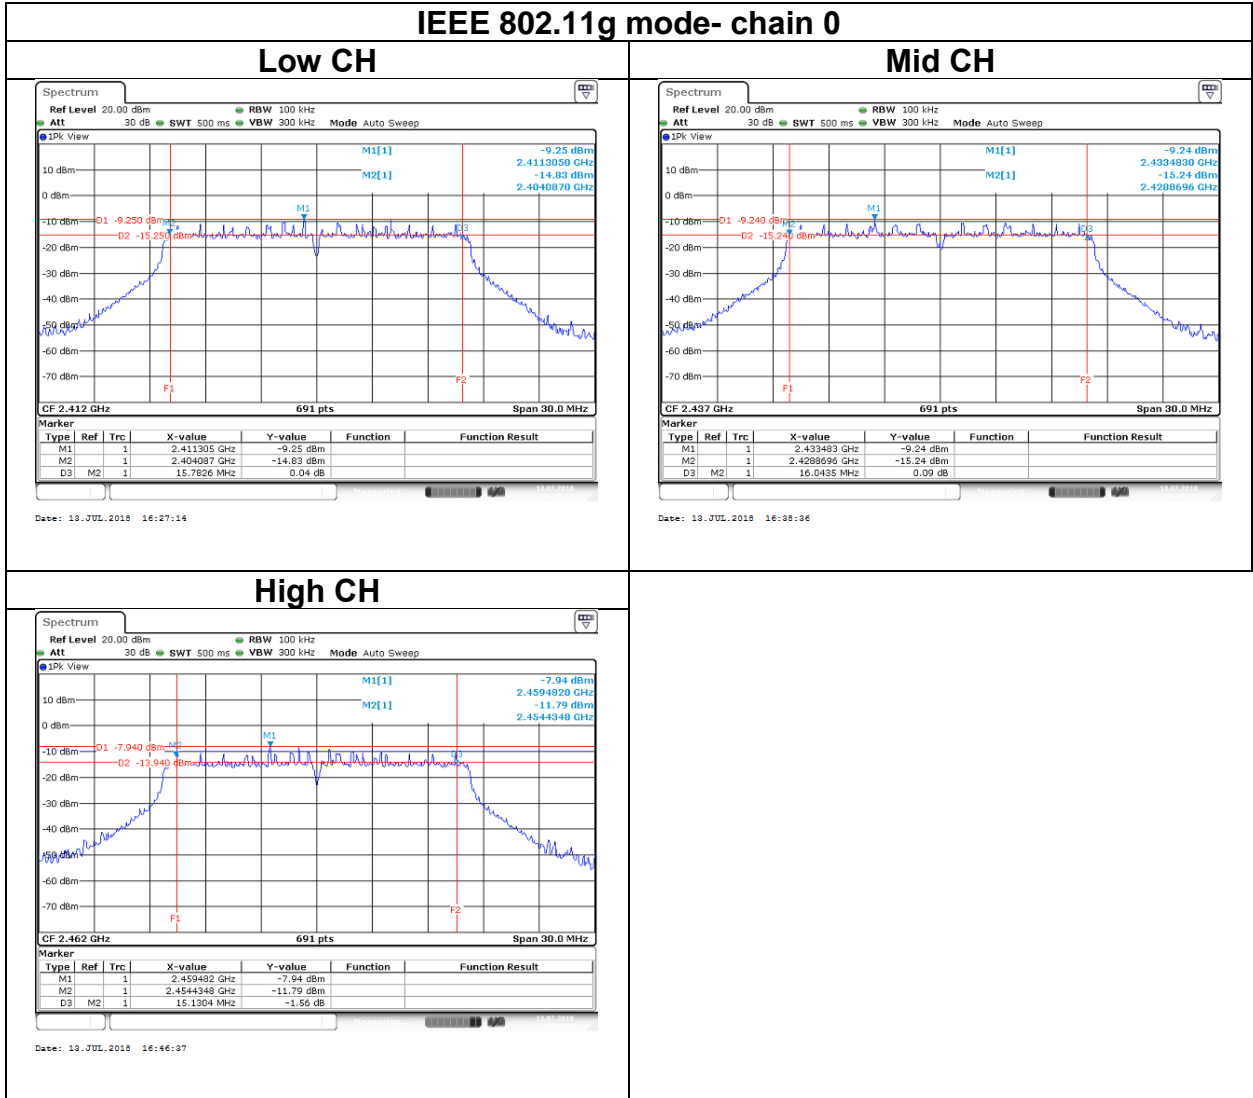 IEEE 802.11g mode- chain 0
Low CH
Spectrum
Ref Level 20.00 dBm RBW 100 kHz
Att 30 dB SWT 500 ms VBW 300 kHz Mode Auto Sweep
1Pk View
M1[1] -9.25 dBm
2.4113050 GHz
M2[1] -14.83 dBm
2.4040870 GHz
10 dBm
0 dBm
M1
D1 -9.250 dBm
-10 dBm
D3
D2 -15.250 dBm
-20 dBm
-30 dBm
-40 dBm
-50 dBm
-60 dBm
-70 dBm
F1
F2
CF 2.412 GHz 691 pts Span 30.0 MHz
Marker
Type Ref Trc X-value Y-value Function Function Result
M1 1 2.411305 GHz -9.25 dBm
M2 1 2.404087 GHz -14.83 dBm
D3 M2 1 15.7826 MHz 0.04 dB
Date: 13.JUL.2018 16:27:14
Mid CH
Spectrum
Ref Level 20.00 dBm RBW 100 kHz
Att 30 dB SWT 500 ms VBW 300 kHz Mode Auto Sweep
1Pk View
M1[1] -9.24 dBm
2.4334830 GHz
M2[1] -15.24 dBm
2.4288696 GHz
10 dBm
0 dBm
M1
D1 -9.240 dBm
-10 dBm
M2
D3
D2 -15.240 dBm
-20 dBm
-30 dBm
-40 dBm
-50 dBm
-60 dBm
-70 dBm
F1
F2
CF 2.437 GHz 691 pts Span 30.0 MHz
Marker
Type Ref Trc X-value Y-value Function Function Result
M1 1 2.433483 GHz -9.24 dBm
M2 1 2.4288696 GHz -15.24 dBm
D3 M2 1 16.0435 MHz 0.09 dB
Date: 13.JUL.2018 16:38:36
High CH
Spectrum
Ref Level 20.00 dBm RBW 100 kHz
Att 30 dB SWT 500 ms VBW 300 kHz Mode Auto Sweep
1Pk View
M1[1] -7.94 dBm
2.4594820 GHz
M2[1] -11.79 dBm
2.4544348 GHz
10 dBm
0 dBm
M1
D1 -7.940 dBm M2
-10 dBm
D3
D2 -13.940 dBm
-20 dBm
-30 dBm
-40 dBm
-50 dBm
-60 dBm
-70 dBm
F1
F2
CF 2.462 GHz 691 pts Span 30.0 MHz
Marker
Type Ref Trc X-value Y-value Function Function Result
M1 1 2.459482 GHz -7.94 dBm
M2 1 2.4544348 GHz -11.79 dBm
D3 M2 1 15.1304 MHz -1.56 dB
Date: 13.JUL.2018 16:46:37